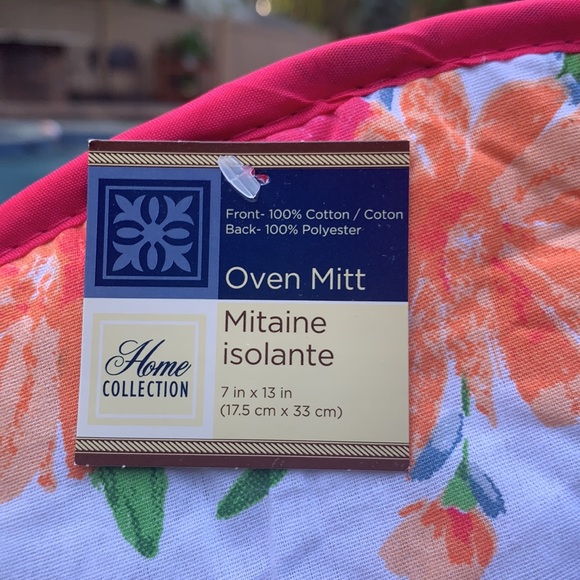 Front- 100% Cotton / Coton
Back- 100% Polyester
Oven Mitt
Mitaine
isolante
7 in x 13 in
(17.5 cm x 33 cm)
Home
COLLECTION